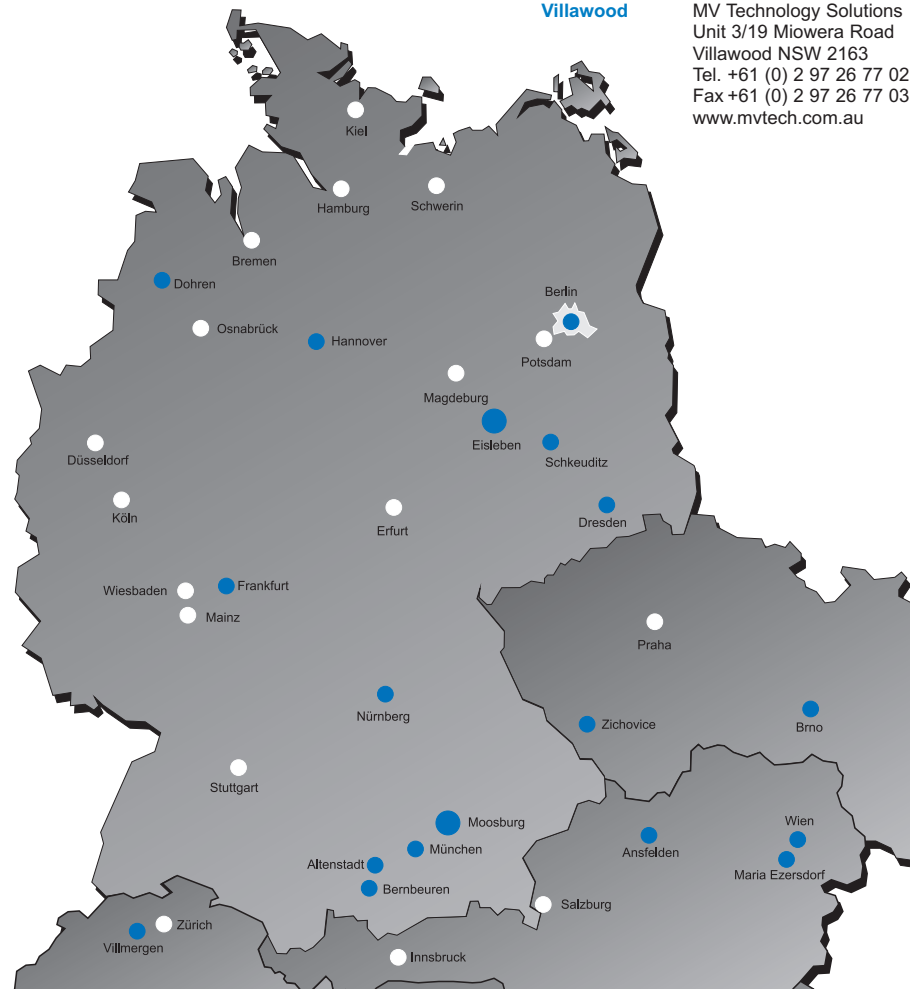 Villawood
MV Technology Solutions
Unit 3/19 Miowera Road
Villawood NSW 2163
Tel. +61 (0) 2 97 26 77 02
Fax +61 (0) 2 97 26 77 03
www.mvtech.com.au
Kiel
Hamburg
Schwerin
Bremen
Dohren
Berlin
Osnabrück
Hannover
Potsdam
Magdeburg
Eisleben
Schkeuditz
Düsseldorf
Köln
Erfurt
Dresden
Wiesbaden
Frankfurt
Mainz
Praha
Nürnberg
Zichovice
Brno
Stuttgart
Moosburg
Wien
München
Ansfelden
Altenstadt
Maria Ezersdorf
Bernbeuren
Salzburg
Zürich
Villmergen
Innsbruck